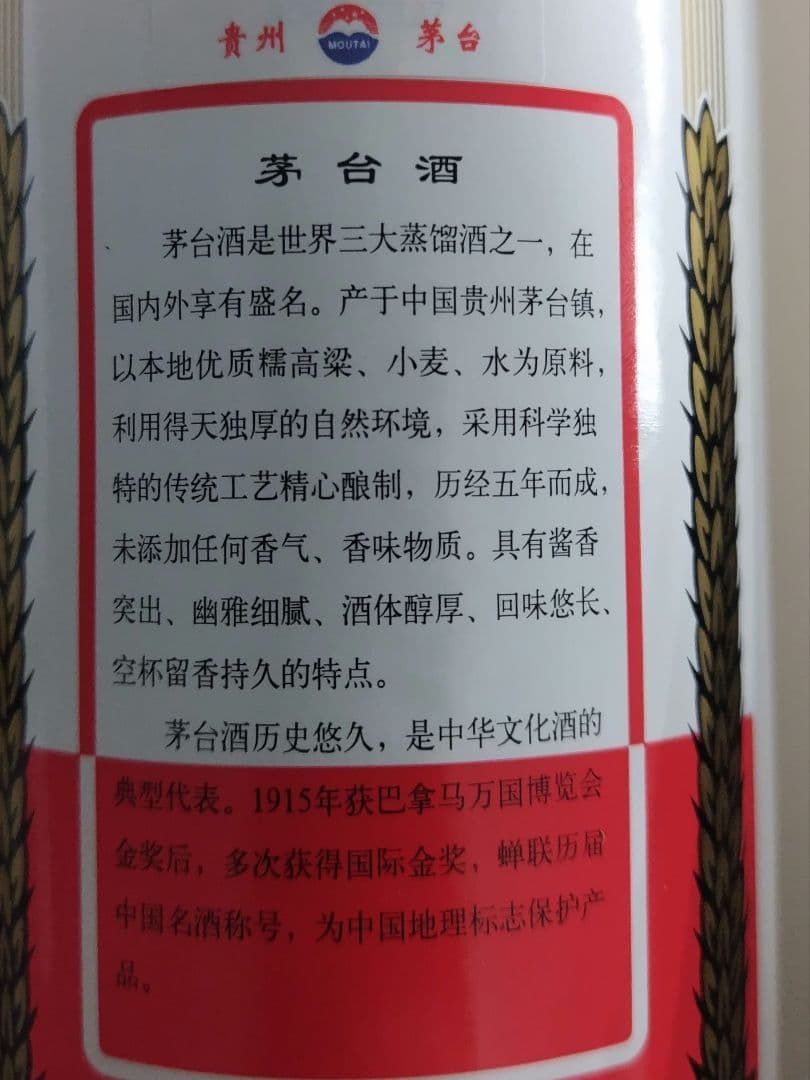 貴州 MOUTAI 茅台
茅台酒
茅台酒是世界三大蒸馏酒之一，在
国内外享有盛名。产于中国贵州茅台镇，
以本地优质糯高粱、小麦、水为原料，
利用得天独厚的自然环境，采用科学独
特的传统工艺精心酿制，历经五年而成，
未添加任何香气、香味物质。具有酱香
突出、幽雅细腻、酒体醇厚、回味悠长、
空杯留香持久的特点。
茅台酒历史悠久，是中华文化酒的
典型代表。1915年获巴拿马万国博览会
金奖后，多次获得国际金奖，蝉联历届
中国名酒称号，为中国地理标志保护产
品。